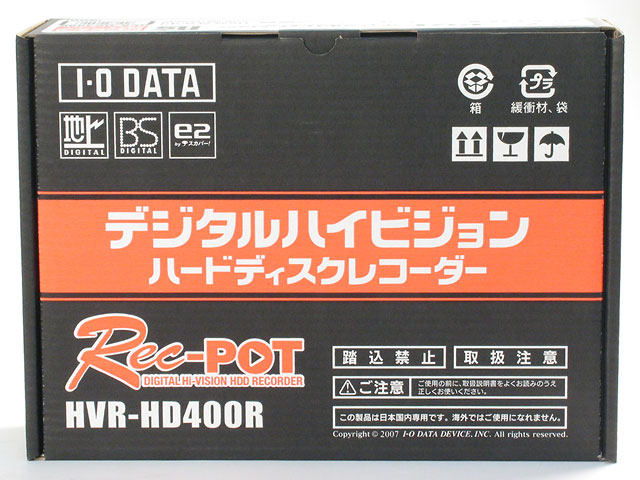 I·O DATA
地上
DIGITAL
BS
DIGITAL
e2
by スカパー!
箱
プラ
緩衝材、袋
デジタルハイビジョン
ハードディスクレコーダー
Rec-POT
DIGITAL HI-VISION HDD RECORDER
HVR-HD400R
踏込禁止
取扱注意
ご注意
ご使用の前に、取扱説明書をよくお読みのうえ
正しくお使いください。
この製品は日本国内専用です。海外ではご使用になれません。
Copyright © 2007 I-O DATA DEVICE, INC. All rights reserved.